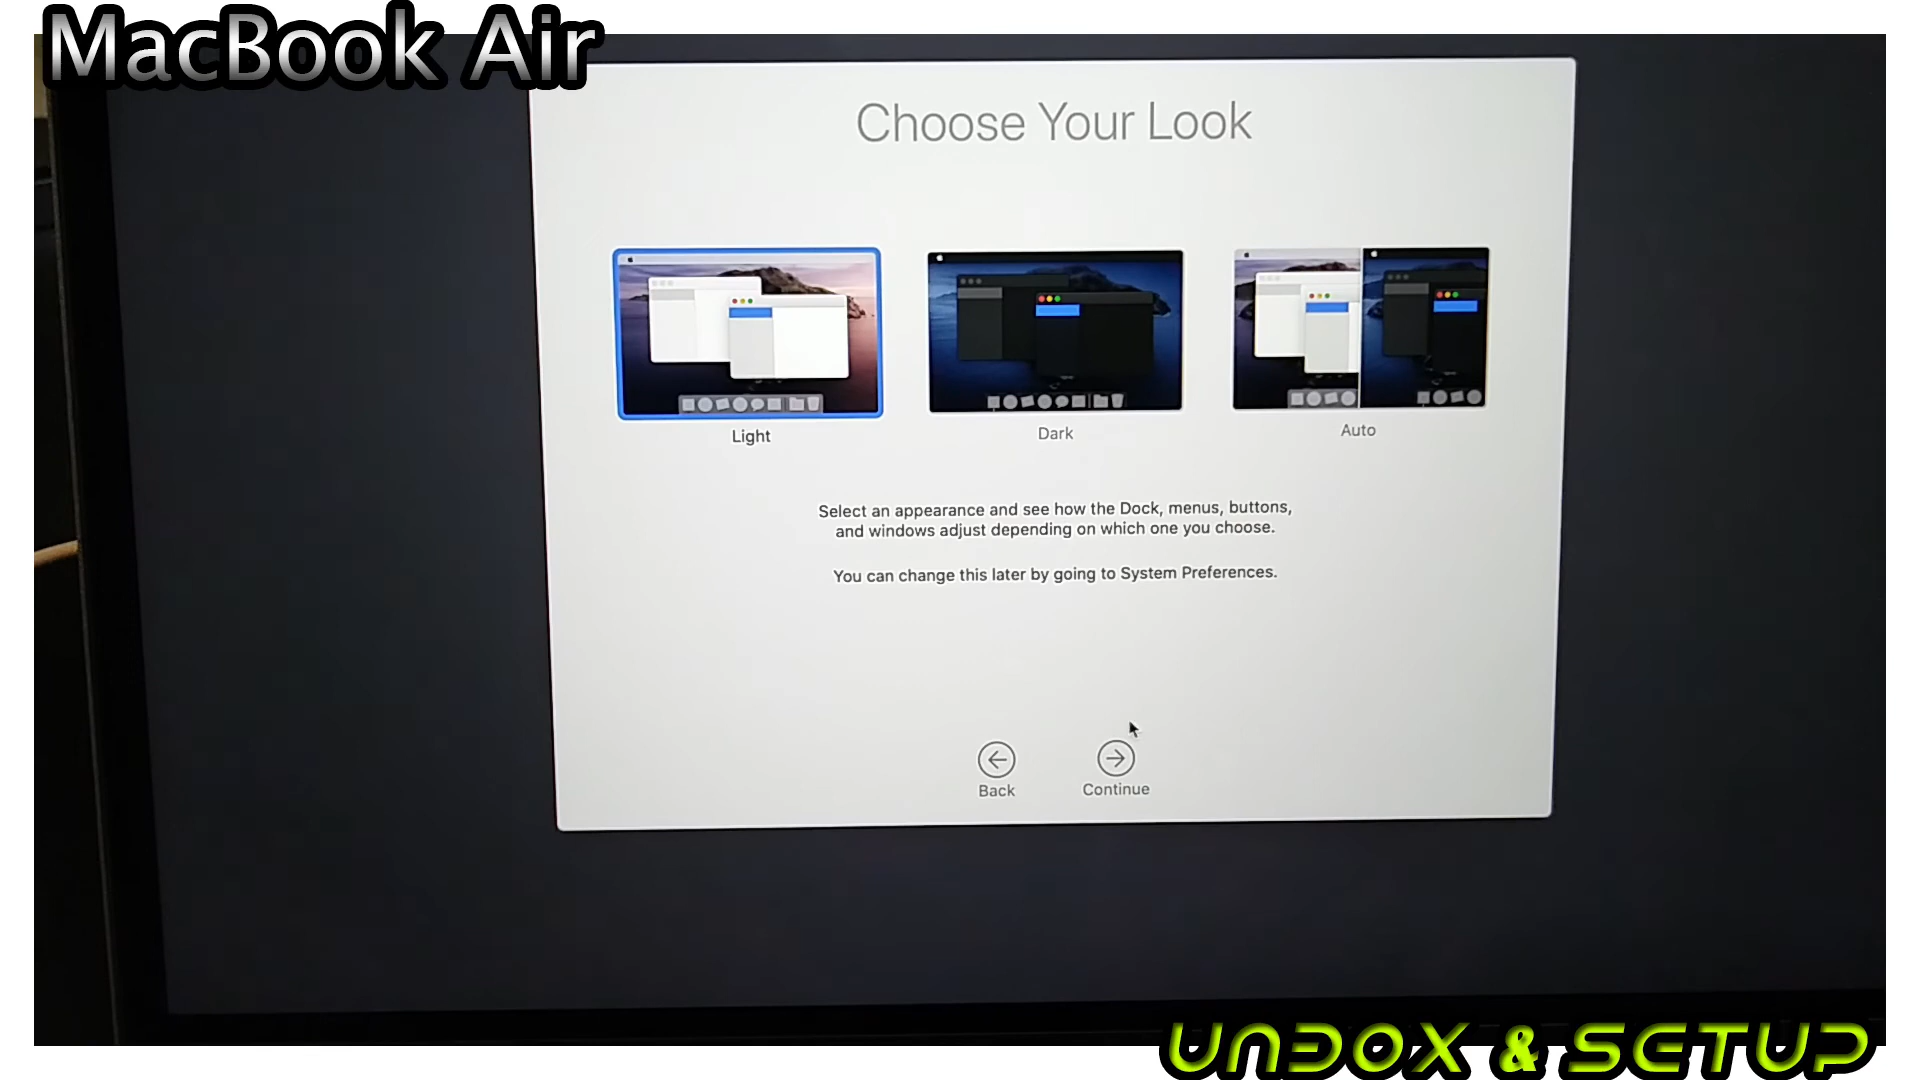 MacBook Air
Choose Your Look
Light
Dark
Auto
Select an appearance and see how the Dock, menus, buttons,
and windows adjust depending on which one you choose.
You can change this later by going to System Preferences.
Back
Continue
UNBOX & SETUP